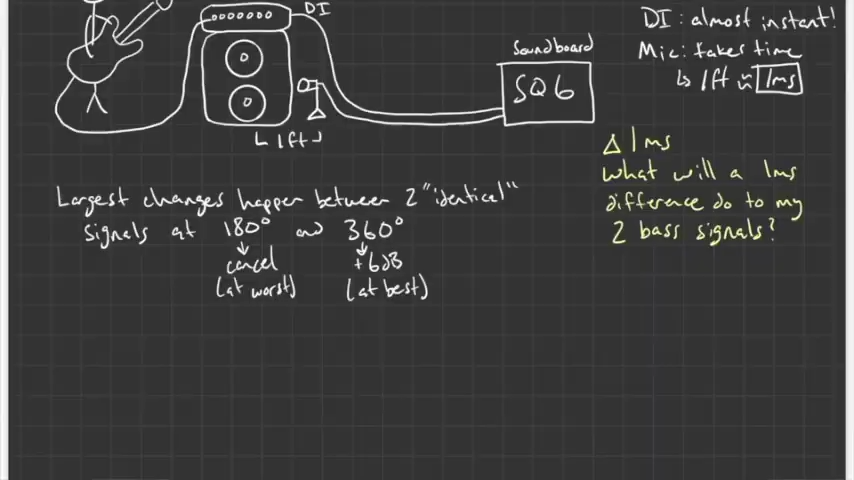 DI
DI: almost instant!
Soundboard
Mic: takes time
↳ 1ft ≈ 1ms
SQ6
1ft
Δ 1ms
What will a 1ms
difference do to my
2 bass signals?
Largest changes happen between 2 "identical"
signals at 180° and 360°
cancel +6dB
(at worst) (at best)